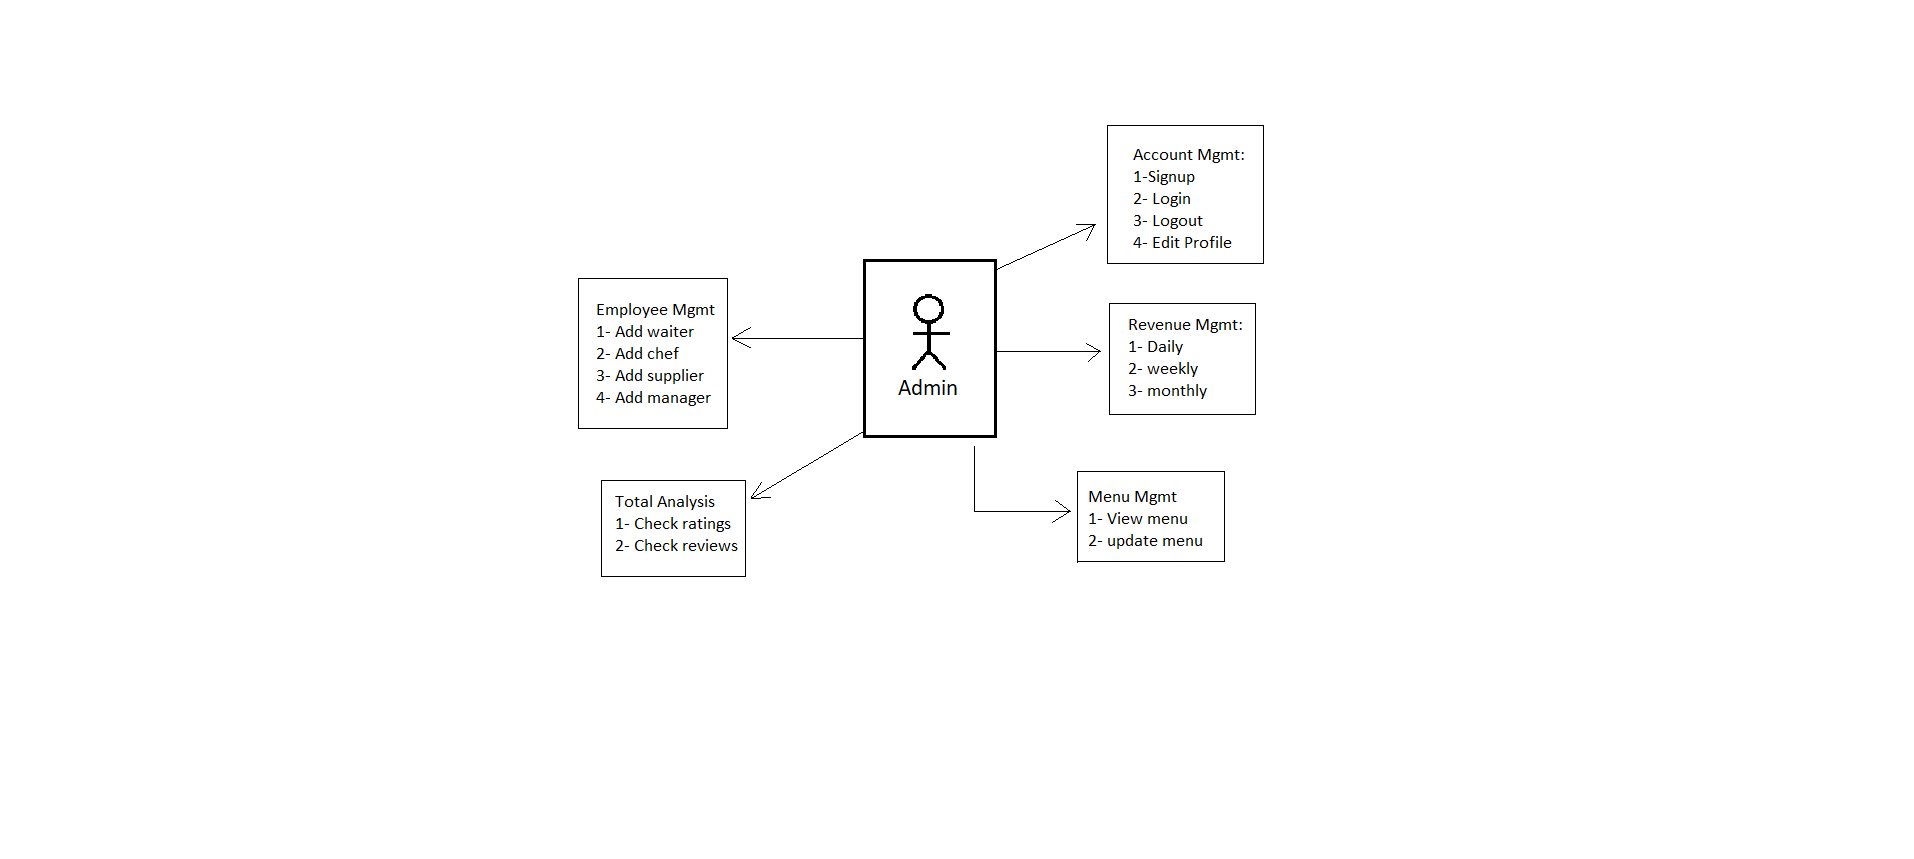 Account Mgmt:
1-Signup
2- Login
3- Logout
4- Edit Profile
Employee Mgmt
1- Add waiter
2- Add chef
3- Add supplier
4- Add manager
Admin
Revenue Mgmt:
1- Daily
2- weekly
3- monthly
Total Analysis
1- Check ratings
2- Check reviews
Menu Mgmt
1- View menu
2- update menu